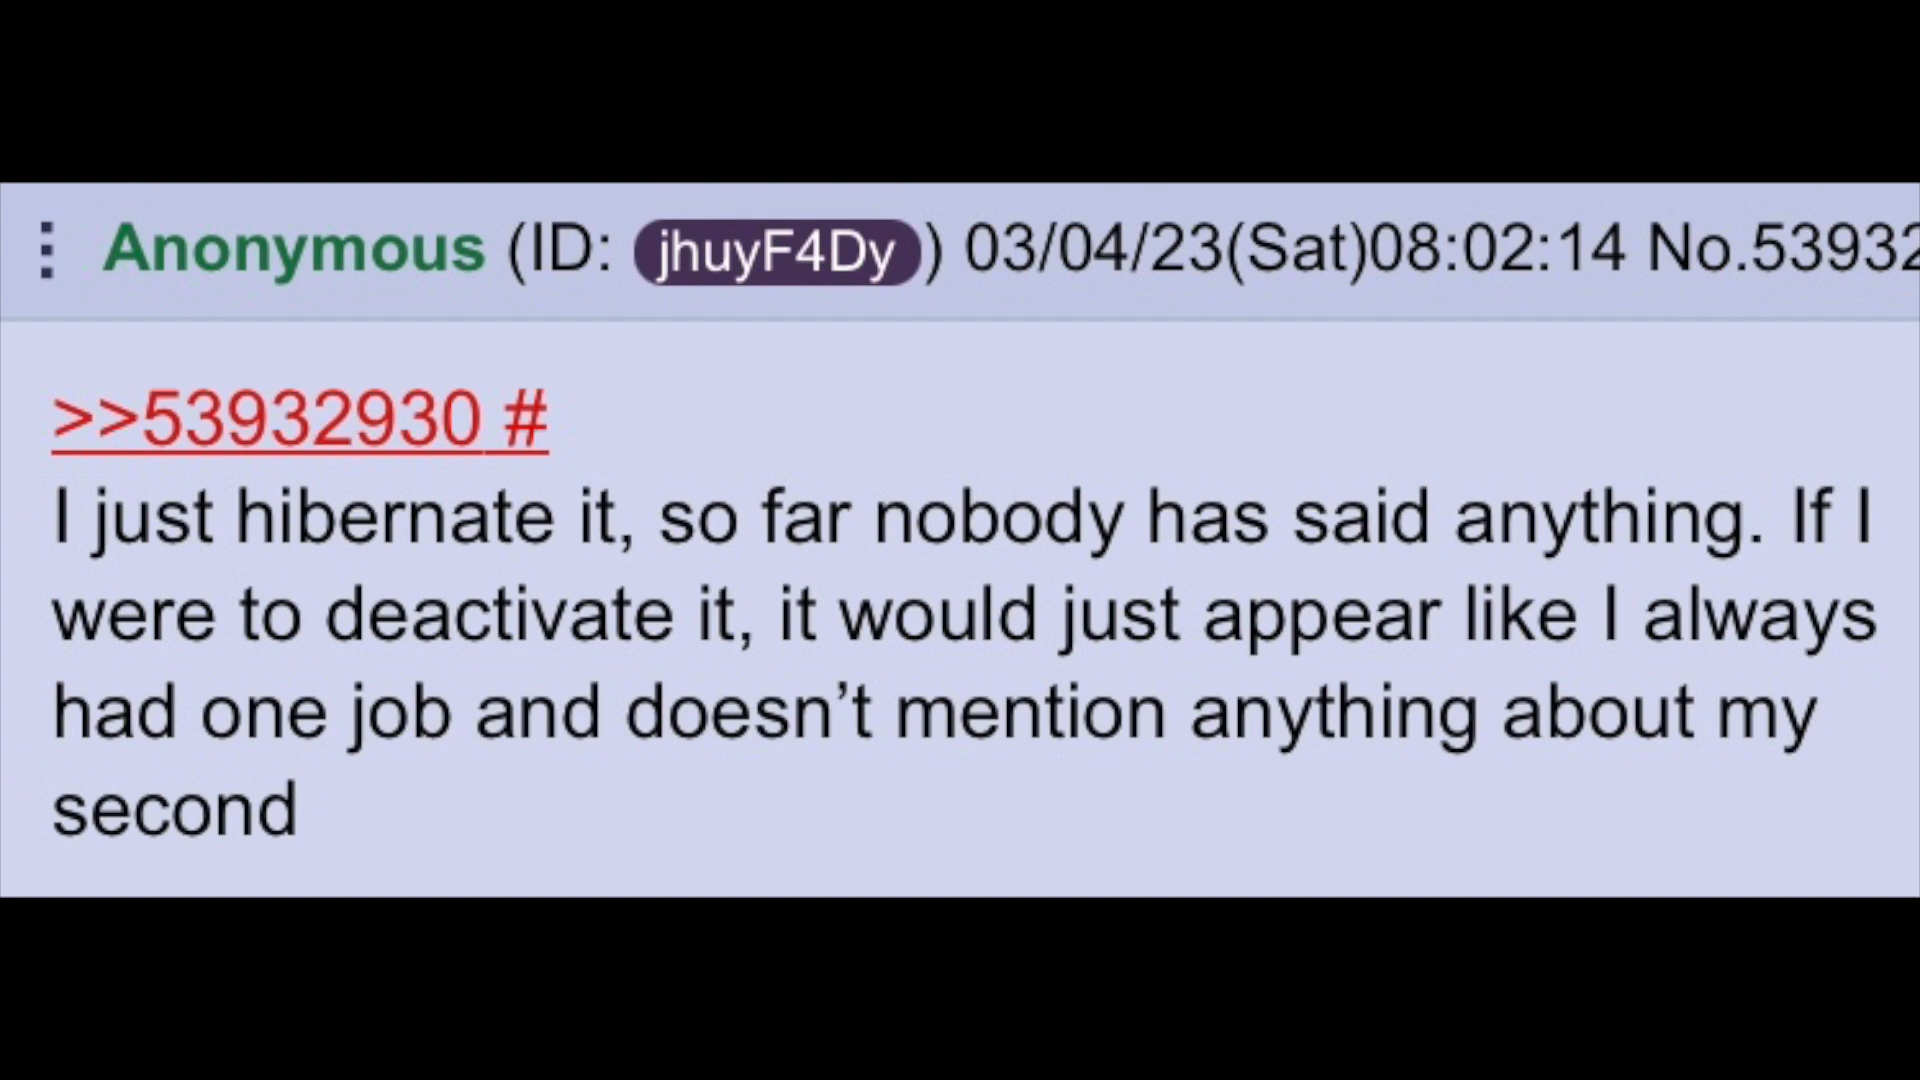 Anonymous (ID: jhuyF4Dy) 03/04/23(Sat)08:02:14 No.53932
>>53932930 #
I just hibernate it, so far nobody has said anything. If I
were to deactivate it, it would just appear like I always
had one job and doesn’t mention anything about my
second